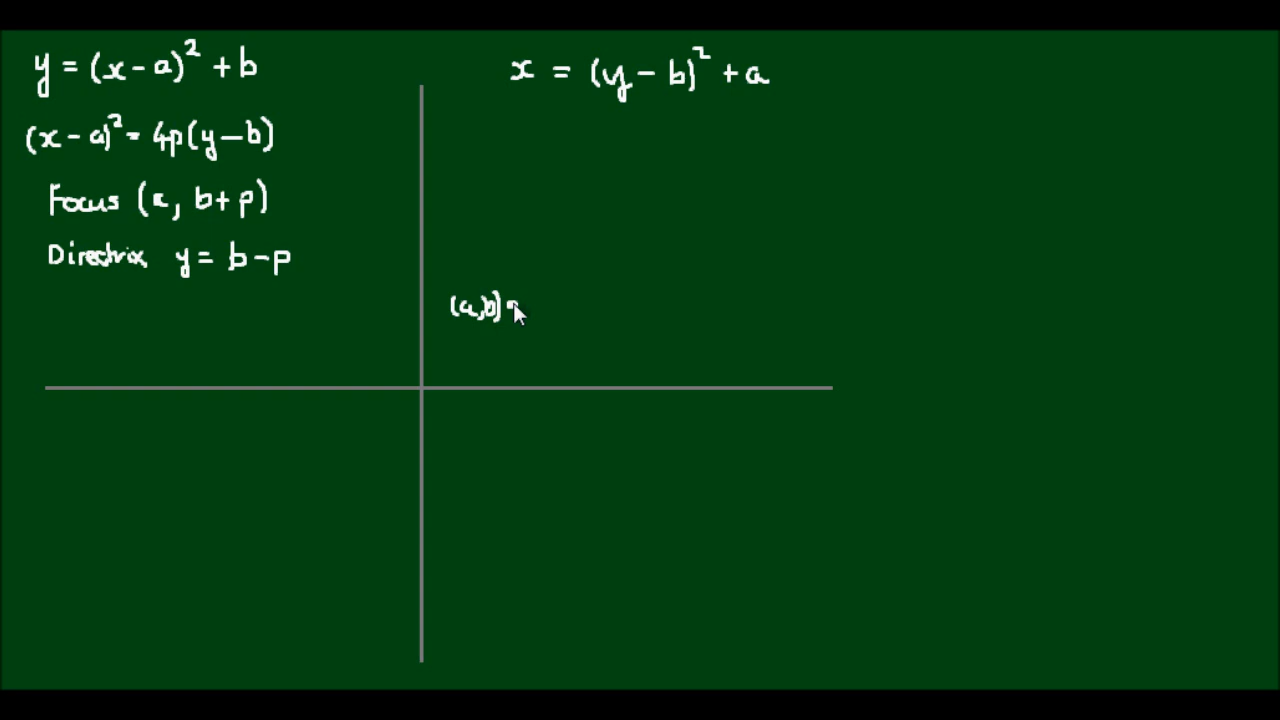 y = (x - a)² + b
(x - a)² = 4p(y - b)
Focus (a, b + p)
Directrix y = b - p
x = (y - b)² + a
(a,b)